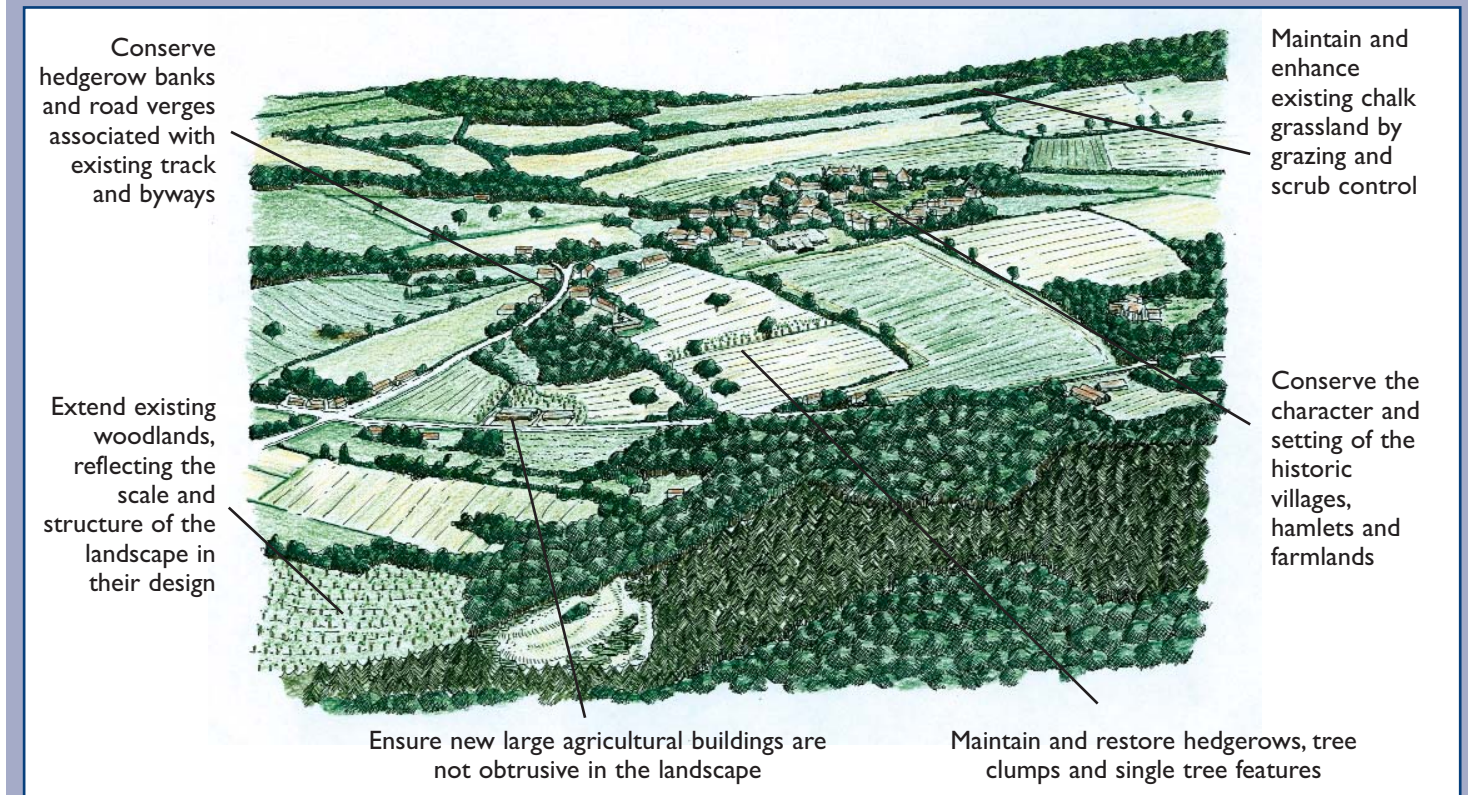 Conserve
hedgerow banks
and road verges
associated with
existing track
and byways
Maintain and
enhance
existing chalk
grassland by
grazing and
scrub control
Extend existing
woodlands,
reflecting the
scale and
structure of the
landscape in
their design
Conserve the
character and
setting of the
historic
villages,
hamlets and
farmlands
Ensure new large agricultural buildings are
not obtrusive in the landscape
Maintain and restore hedgerows, tree
clumps and single tree features